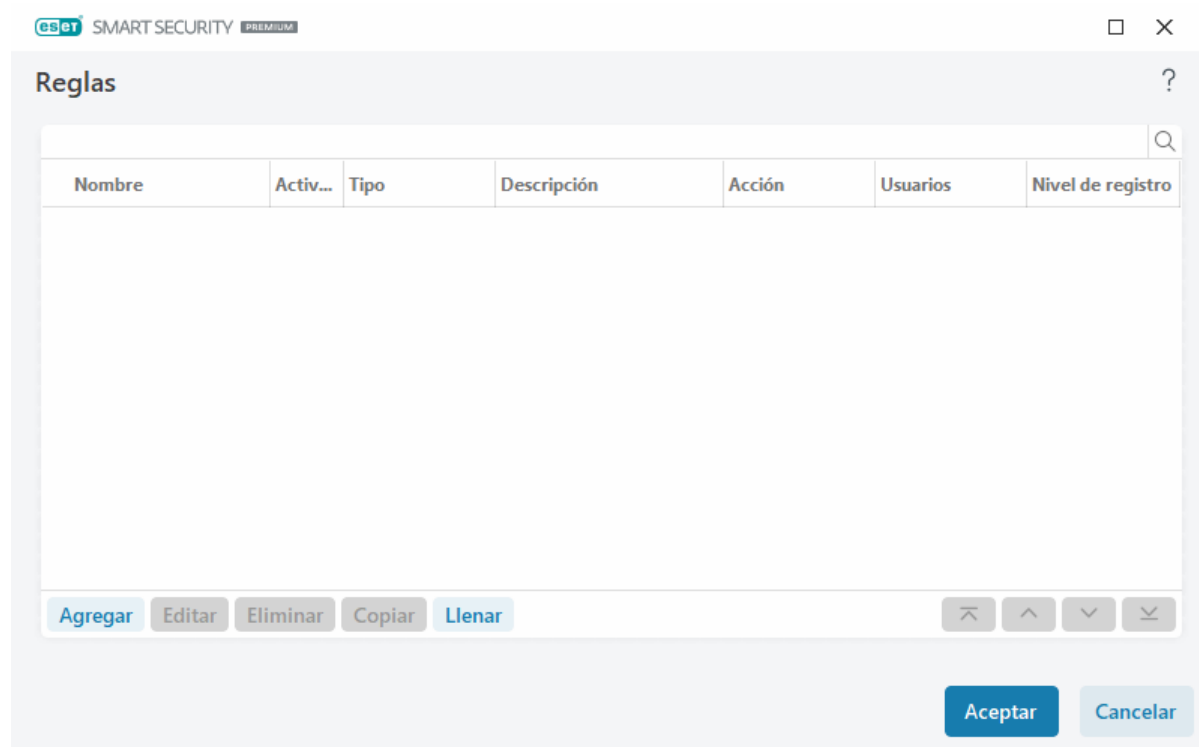 eseT SMART SECURITY PREMIUM
Reglas
?
Nombre Activ... Tipo Descripción Acción Usuarios Nivel de registro
Agregar Editar Eliminar Copiar Llenar
Aceptar Cancelar